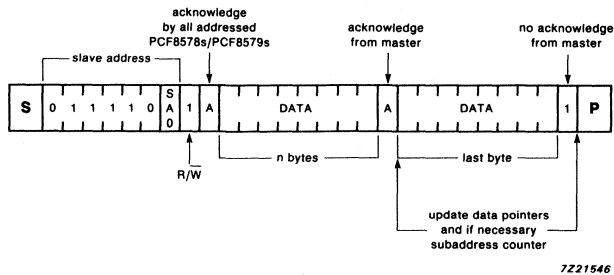 acknowledge
by all addressed
PCF8578s/PCF8579s
acknowledge
from master
no acknowledge
from master
slave address
S 0 1 1 1 1 0 S A 0 1 A DATA A DATA 1 P
R/W̅
n bytes
last byte
update data pointers
and if necessary
subaddress counter
7Z21546